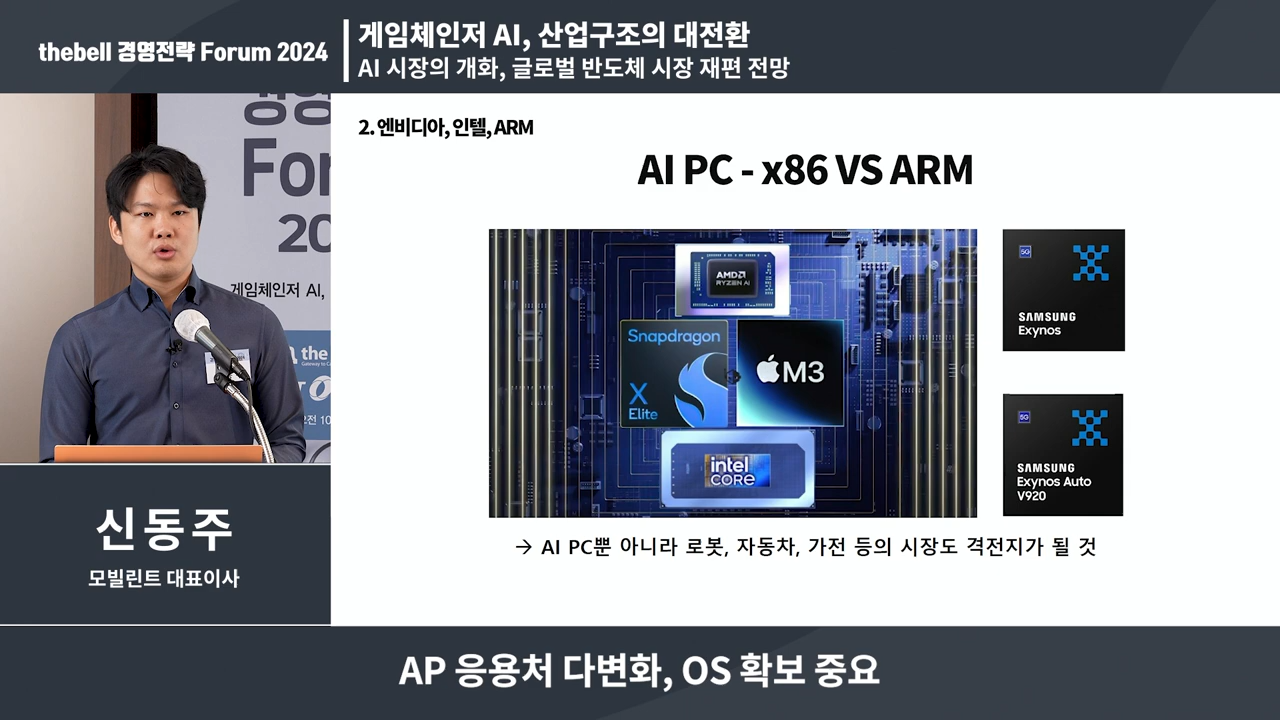 thebell 경영전략 Forum 2024
게임체인저 AI, 산업구조의 대전환
AI 시장의 개화, 글로벌 반도체 시장 재편 전망
For
20
게임체인저 AI,
the
2. 엔비디아, 인텔, ARM
AI PC - x86 VS ARM
AMD
RYZEN AI
Snapdragon
X
Elite
M3
intel
CORE
5G
SAMSUNG
Exynos
5G
SAMSUNG
Exynos Auto
V920
→ AI PC뿐 아니라 로봇, 자동차, 가전 등의 시장도 격전지가 될 것
신동주
모빌린트 대표이사
AP 응용처 다변화, OS 확보 중요